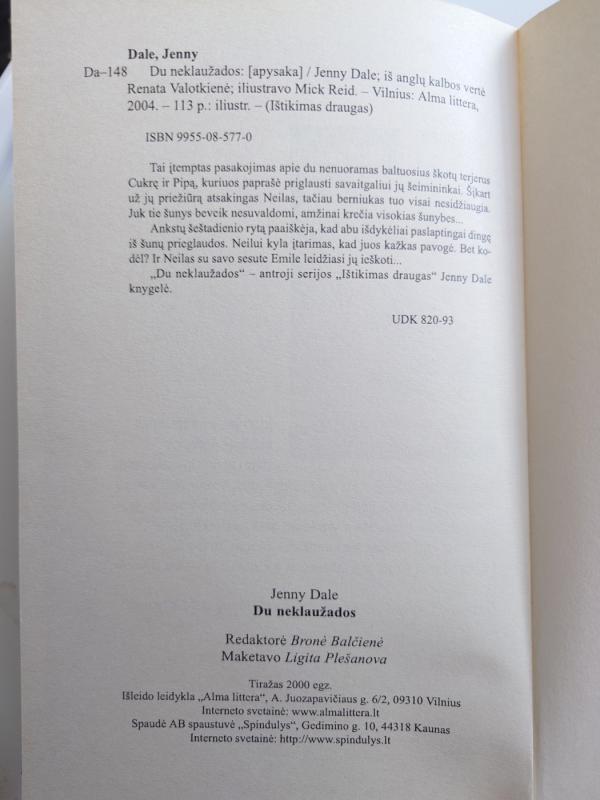 Dale, Jenny
Da–148 Du neklaužados: [apysaka] / Jenny Dale; iš anglų kalbos vertė
Renata Valotkienė; iliustravo Mick Reid. – Vilnius: Alma littera,
2004. – 113 p.: iliustr. – (Ištikimas draugas)
ISBN 9955-08-577-0
Tai įtemptas pasakojimas apie du nenuoramas baltuosius škotų terjerus
Cukrę ir Pipą, kuriuos paprašė priglausti savaitgaliui jų šeimininkai. Šįkart
už jų priežiūrą atsakingas Neilas, tačiau berniukas tuo visai nesidžiaugia.
Juk tie šunys beveik nesuvaldomi, amžinai krečia visokias šunybes...
Ankstų šeštadienio rytą paaiškėja, kad abu išdykėliai paslaptingai dingę
iš šunų prieglaudos. Neilui kyla įtarimas, kad juos kažkas pavogė. Bet ko-
dėl? Ir Neilas su savo sesute Emile leidžiasi jų ieškoti...
„Du neklaužados“ – antroji serijos „Ištikimas draugas“ Jenny Dale
knygelė.
UDK 820-93
Jenny Dale
Du neklaužados
Redaktorė Bronė Balčienė
Maketavo Ligita Plešanova
Tiražas 2000 egz.
Išleido leidykla „Alma littera“, A. Juozapavičiaus g. 6/2, 09310 Vilnius
Interneto svetainė: www.almalittera.lt
Spaudė AB spaustuvė „Spindulys“, Gedimino g. 10, 44318 Kaunas
Interneto svetainė: http://www.spindulys.lt